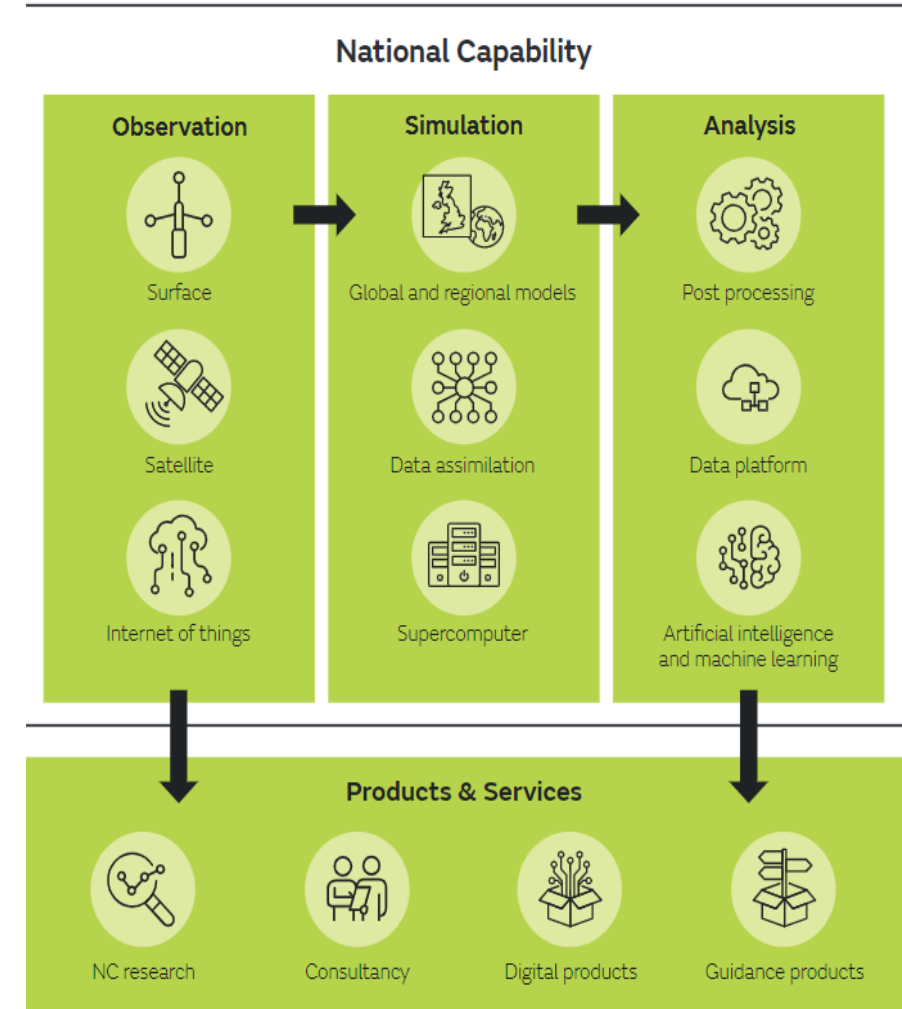 National Capability
Observation
Surface
Satellite
Internet of things
Simulation
Global and regional models
Data assimilation
Supercomputer
Analysis
Post processing
Data platform
Artificial intelligence
and machine learning
Products & Services
NC research
Consultancy
Digital products
Guidance products